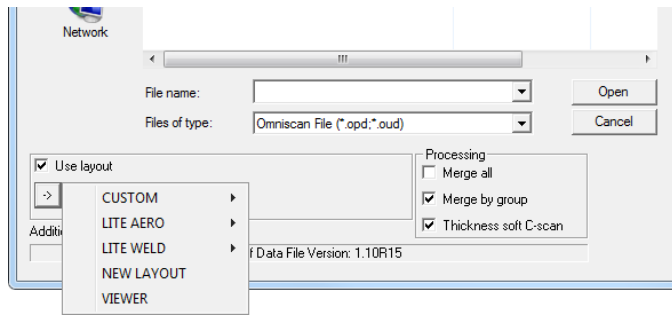 Network
File name:
Open
Files of type:
Omniscan File (*.opd;*.oud)
Cancel
Use layout
Processing
Merge all
->
CUSTOM
Merge by group
LITE AERO
Thickness soft C-scan
LITE WELD
f Data File Version: 1.10R15
NEW LAYOUT
VIEWER